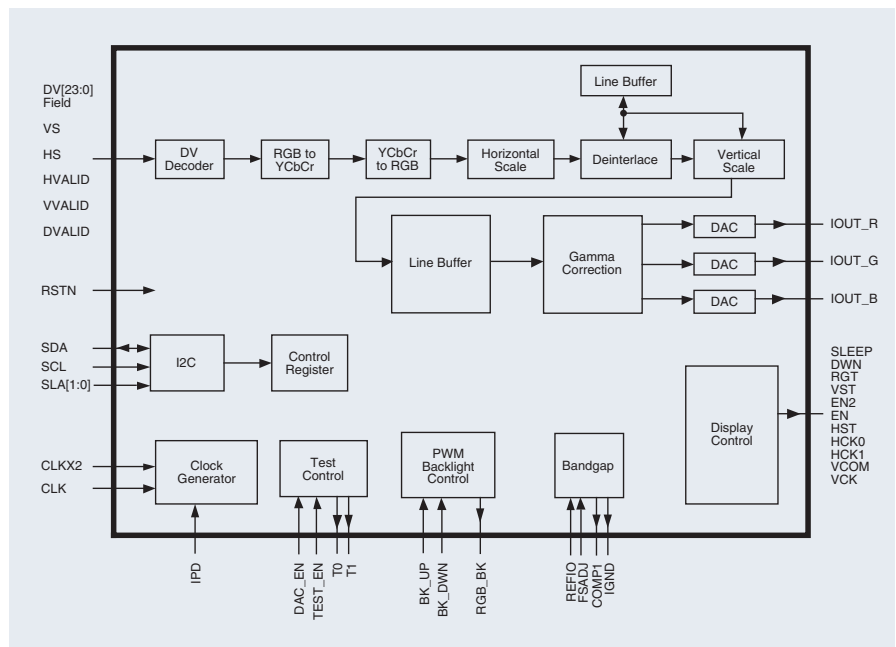 DV[23:0]
Field
VS
HS
HVALID
VVALID
DVALID
RSTN
SDA
SCL
SLA[1:0]
CLKX2
CLK
Line Buffer
DV
Decoder
RGB to
YCbCr
YCbCr
to RGB
Horizontal
Scale
Deinterlace
Vertical
Scale
Line Buffer
Gamma
Correction
DAC
DAC
DAC
IOUT_R
IOUT_G
IOUT_B
I2C
Control
Register
Display
Control
SLEEP
DWN
RGT
VST
EN2
EN
HST
HCK0
HCK1
VCOM
VCK
Clock
Generator
Test
Control
PWM
Backlight
Control
Bandgap
IPD
DAC_EN
TEST_EN
T0
T1
BK_UP
BK_DWN
RGB_BK
REFIO
FSADJ
COMP1
IGND